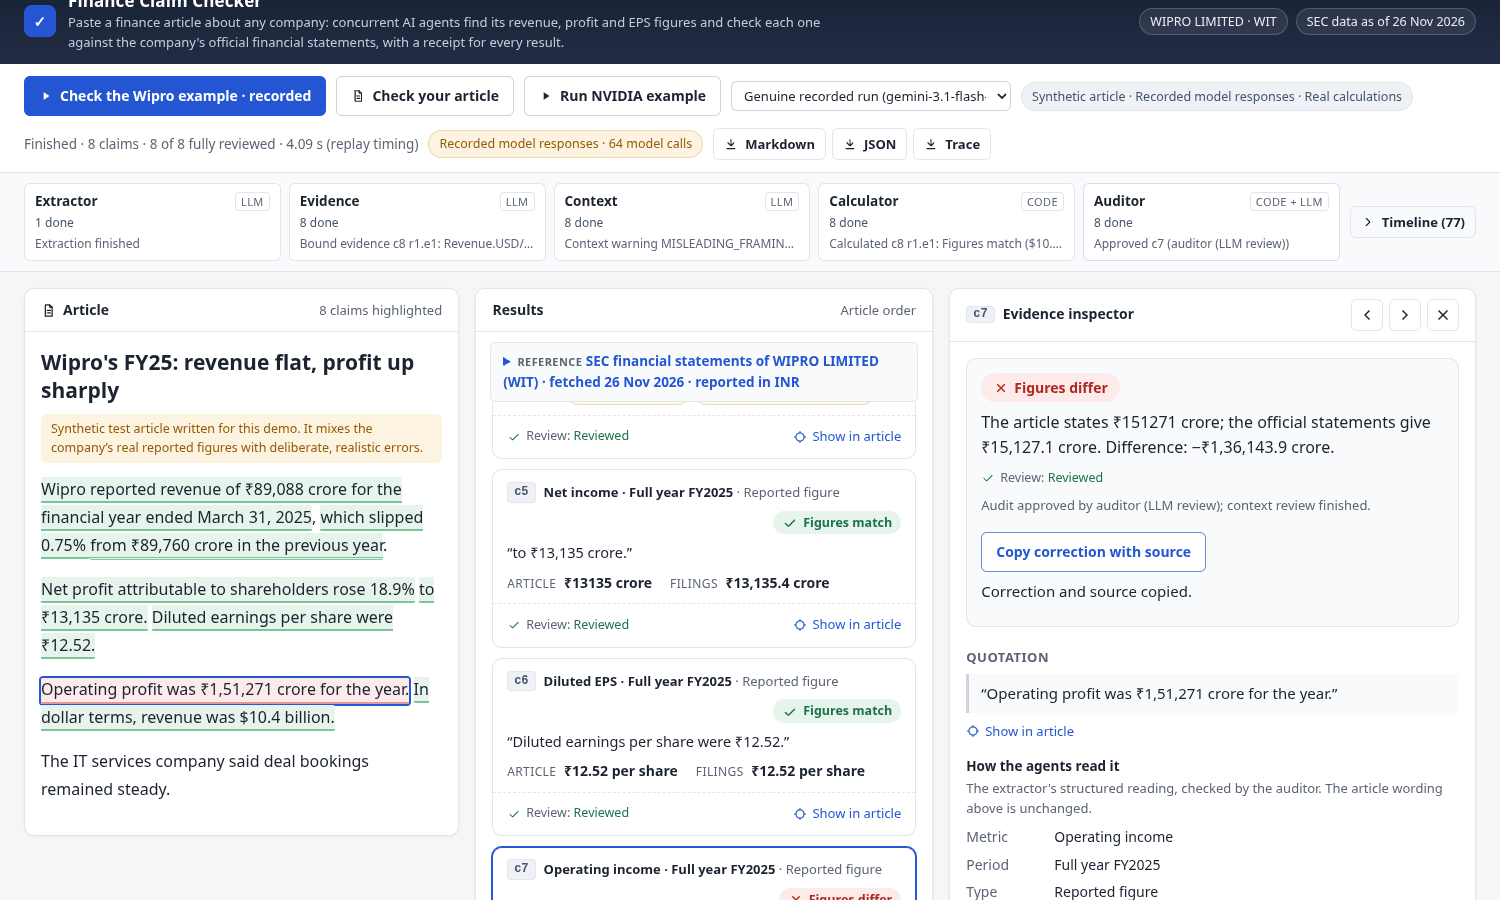 Finance Claim Checker
Paste a finance article about any company: concurrent AI agents find its revenue, profit and EPS figures and check each one
against the company's official financial statements, with a receipt for every result.
WIPRO LIMITED · WIT
SEC data as of 26 Nov 2026
Check the Wipro example · recorded
Check your article
Run NVIDIA example
Genuine recorded run (gemini-3.1-flash-
Synthetic article · Recorded model responses · Real calculations
Finished · 8 claims · 8 of 8 fully reviewed · 4.09 s (replay timing)
Recorded model responses · 64 model calls
Markdown
JSON
Trace
Extractor
LLM
1 done
Extraction finished
Evidence
LLM
8 done
Bound evidence c8 r1.e1: Revenue.USD/...
Context
LLM
8 done
Context warning MISLEADING_FRAMIN...
Calculator
CODE
8 done
Calculated c8 r1.e1: Figures match ($10....
Auditor
CODE + LLM
8 done
Approved c7 (auditor (LLM review))
Timeline (77)
Article
8 claims highlighted
Wipro's FY25: revenue flat, profit up
sharply
Synthetic test article written for this demo. It mixes the
company's real reported figures with deliberate, realistic errors.
Wipro reported revenue of ₹89,088 crore for the
financial year ended March 31, 2025, which slipped
0.75% from ₹89,760 crore in the previous year.
Net profit attributable to shareholders rose 18.9% to
₹13,135 crore. Diluted earnings per share were
₹12.52.
Operating profit was ₹1,51,271 crore for the year. In
dollar terms, revenue was $10.4 billion.
The IT services company said deal bookings
remained steady.
Results
Article order
REFERENCE SEC financial statements of WIPRO LIMITED
(WIT) · fetched 26 Nov 2026 · reported in INR
Review: Reviewed
Show in article
c5 Net income · Full year FY2025 · Reported figure
Figures match
“to ₹13,135 crore.”
ARTICLE ₹13135 crore FILINGS ₹13,135.4 crore
Review: Reviewed
Show in article
c6 Diluted EPS · Full year FY2025 · Reported figure
Figures match
“Diluted earnings per share were ₹12.52.”
ARTICLE ₹12.52 per share FILINGS ₹12.52 per share
Review: Reviewed
Show in article
c7 Operating income · Full year FY2025 · Reported figure
Figures differ
c7 Evidence inspector
Figures differ
The article states ₹151271 crore; the official statements give
₹15,127.1 crore. Difference: −₹1,36,143.9 crore.
Review: Reviewed
Audit approved by auditor (LLM review); context review finished.
Copy correction with source
Correction and source copied.
QUOTATION
“Operating profit was ₹1,51,271 crore for the year.”
Show in article
How the agents read it
The extractor's structured reading, checked by the auditor. The article wording
above is unchanged.
Metric Operating income
Period Full year FY2025
Type Reported figure